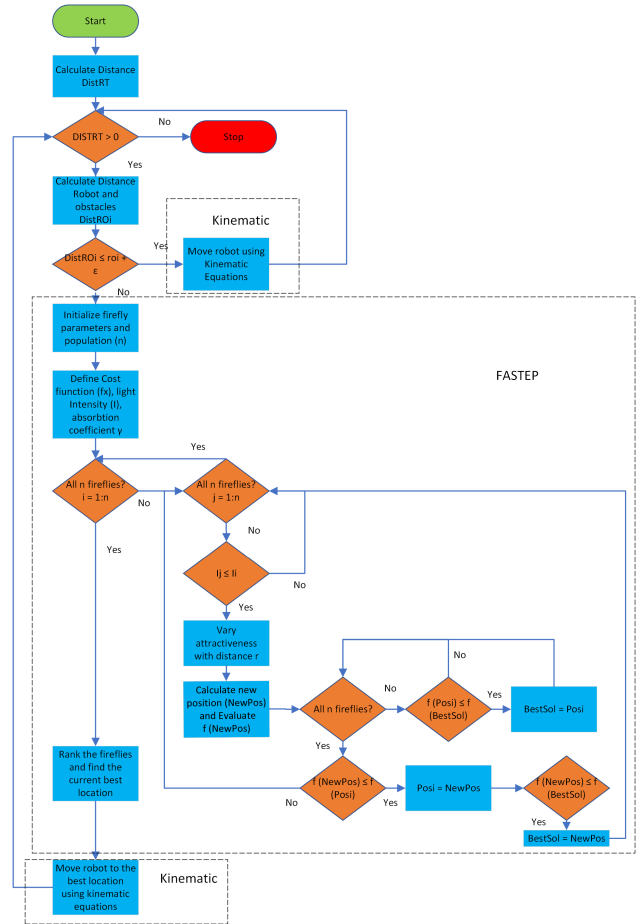 Start
Calculate Distance
DistRT
DISTRT > 0
No
Stop
Yes
Calculate Distance
Robot and
obstacles
DistROi
Kinematic
DistROi ≤ roi +
ε
Yes
Move robot using
Kinematic
Equations
No
Initialize firefly
parameters and
population (n)
FASTEP
Define Cost
fiunction (fx), light
Intensity (I),
absorbtion
coefficient γ
Yes
All n fireflies?
i = 1:n
No
All n fireflies?
j = 1:n
No
Yes
Ij ≤ Ii
No
Yes
Vary
attractiveness
with distance r
No
Calculate new
position (NewPos)
and Evaluate
f (NewPos)
All n fireflies?
No
f (Posi) ≤ f
(BestSol)
Yes
BestSol = Posi
Yes
Rank the fireflies
and find the
current best
location
f (NewPos) ≤ f
(Posi)
No
Yes
Posi = NewPos
f (NewPos) ≤ f
(BestSol)
Yes
BestSol = NewPos
Move robot to the
best location
using kinematic
equations
Kinematic